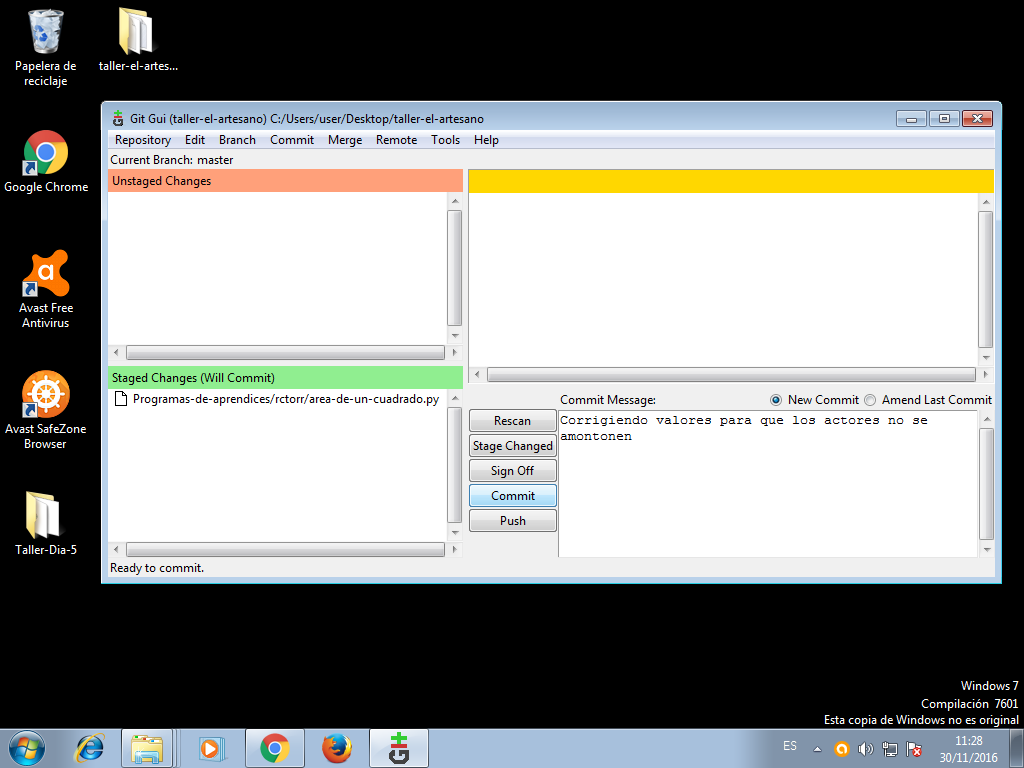 Papelera de
reciclaje
taller-el-artes...
Google Chrome
Avast Free
Antivirus
Avast SafeZone
Browser
Taller-Dia-5
Git Gui (taller-el-artesano) C:/Users/user/Desktop/taller-el-artesano
Repository Edit Branch Commit Merge Remote Tools Help
Current Branch: master
Unstaged Changes
Staged Changes (Will Commit)
Programas-de-aprendices/rctorr/area-de-un-cuadrado.py
Commit Message: New Commit Amend Last Commit
Rescan
Stage Changed
Sign Off
Commit
Push
Corrigiendo valores para que los actores no se
amontonen
Ready to commit.
Windows 7
Compilación 7601
Esta copia de Windows no es original
ES
11:28
30/11/2016